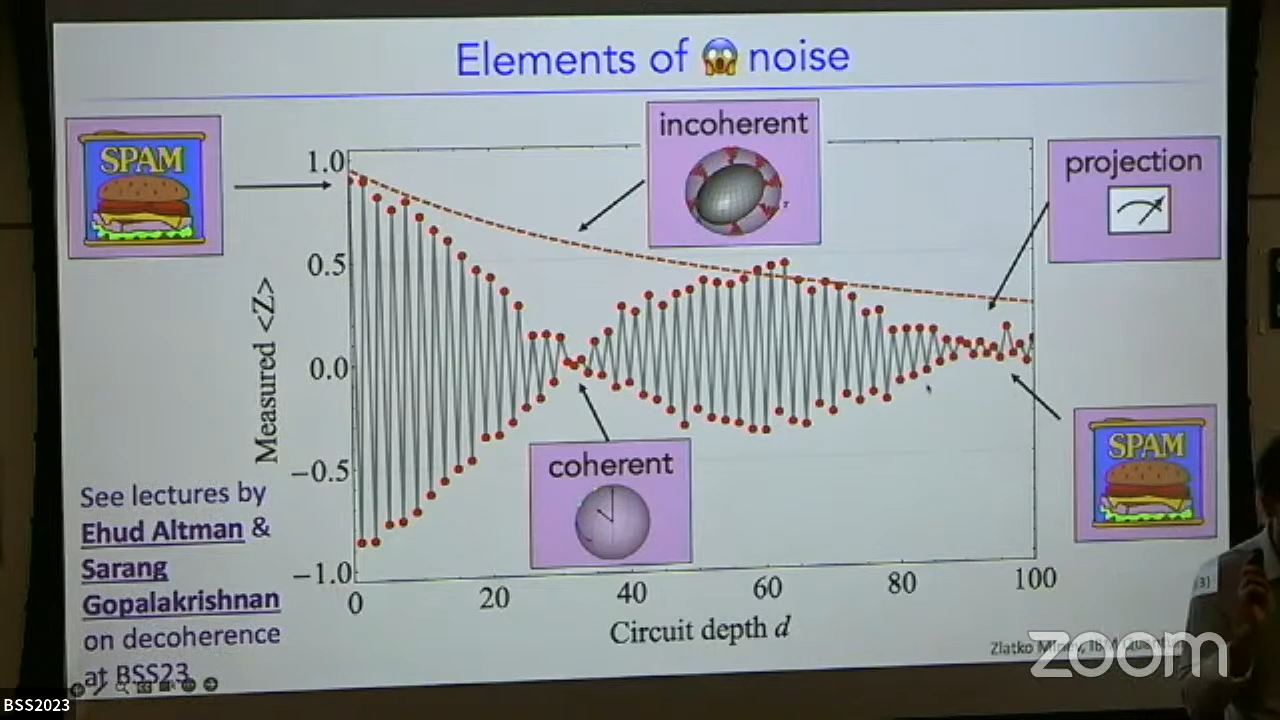 Elements of 😱 noise
SPAM
incoherent
projection
1.0
0.5
0.0
−0.5
−1.0
Measured <Z>
coherent
SPAM
See lectures by
Ehud Altman &
Sarang
Gopalakrishnan
on decoherence
at BSS23
0 20 40 60 80 100
Circuit depth d
Zlatko
zoom
BSS2023